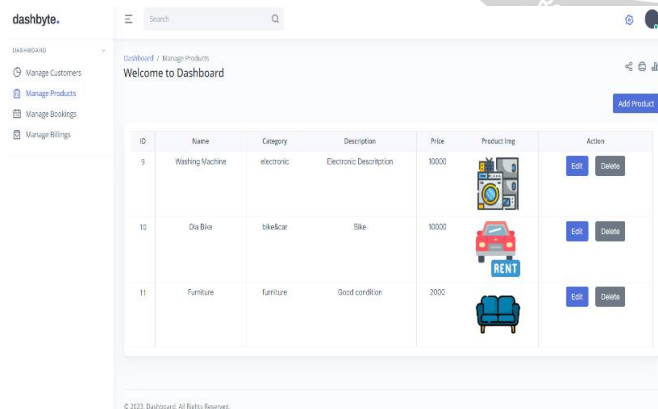 dashbyte.
Search
DASHBOARD
Manage Customers
Manage Products
Manage Bookings
Manage Billings
Dashboard / Manage Products
Welcome to Dashboard
Add Product
ID Name Category Description Price Product Img Action
9 Washing Machine electronic Electronic Descritption 10000 Edit Delete
10 Dia Bike bike&car Bike 10000 Edit Delete
RENT
11 Furniture furniture Good condition 2000 Edit Delete
© 2023. Dashboard. All Rights Reserved.